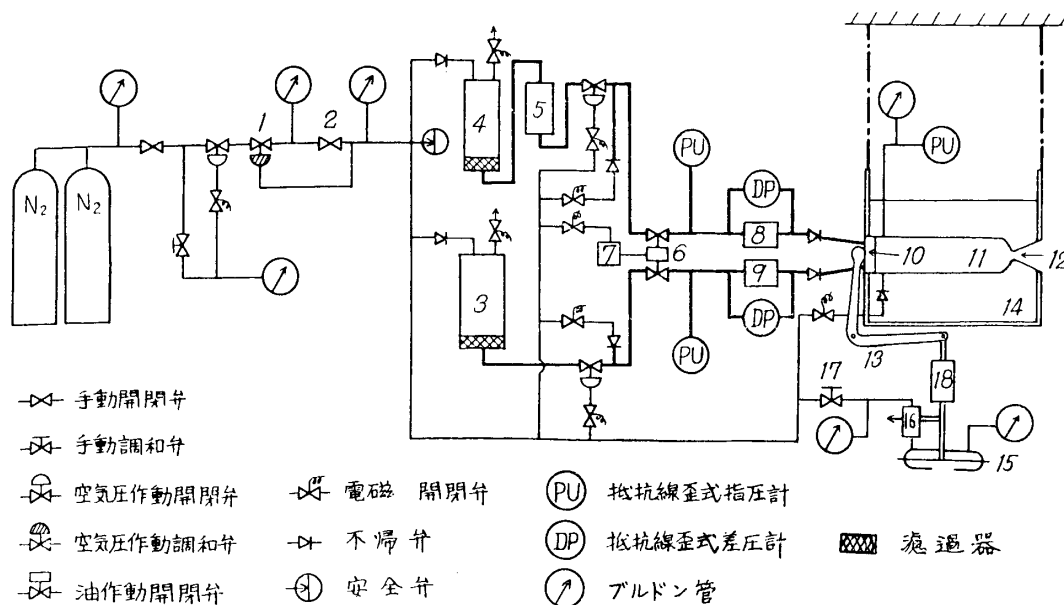 N₂
N₂
1
2
3
4
5
6
7
8
9
10
11
12
13
14
15
16
17
18
PU
PU
PU
DP
DP
手動開閉弁
手動調和弁
空気圧作動開閉弁
空気圧作動調和弁
油作動開閉弁
電磁開閉弁
不帰弁
安全弁
PU 抵抗線歪式指圧計
DP 抵抗線歪式差圧計
ブルドン管
濾過器